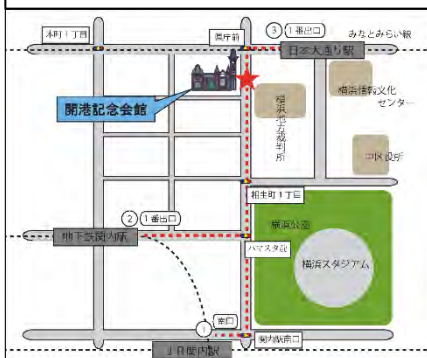 本町1丁目
県庁前
③
1番出口
みなとみらい線
日本大通り駅
開港記念会館
横浜地方裁判所
横浜情報文化
センター
中区役所
相生町1丁目
②
1番出口
地下鉄関内駅
横浜公園
ハマスタ前
横浜スタジアム
①
南口
関内駅南口
JR関内駅